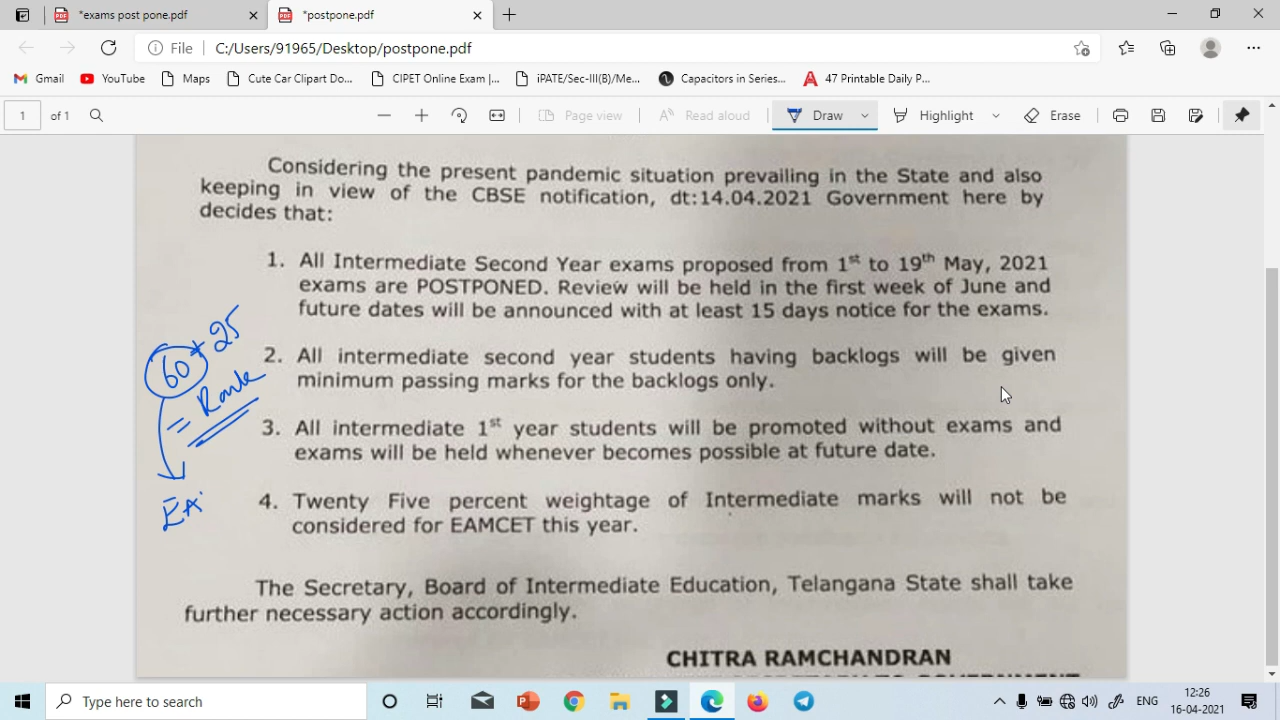 *exams post pone.pdf
*postpone.pdf
File
C:/Users/91965/Desktop/postpone.pdf
Gmail
YouTube
Maps
Cute Car Clipart Do...
CIPET Online Exam |...
iPATE/Sec-III(B)/Me...
Capacitors in Series...
47 Printable Daily P...
1 of 1
Page view
Read aloud
Draw
Highlight
Erase
Considering the present pandemic situation prevailing in the State and also
keeping in view of the CBSE notification, dt:14.04.2021 Government here by
decides that:
1. All Intermediate Second Year exams proposed from 1st to 19th May, 2021
exams are POSTPONED. Review will be held in the first week of June and
future dates will be announced with at least 15 days notice for the exams.
60+25
= Rank
EA
2. All intermediate second year students having backlogs will be given
minimum passing marks for the backlogs only.
3. All intermediate 1st year students will be promoted without exams and
exams will be held whenever becomes possible at future date.
4. Twenty Five percent weightage of Intermediate marks will not be
considered for EAMCET this year.
The Secretary, Board of Intermediate Education, Telangana State shall take
further necessary action accordingly.
CHITRA RAMCHANDRAN
Type here to search
ENG
12:26
16-04-2021